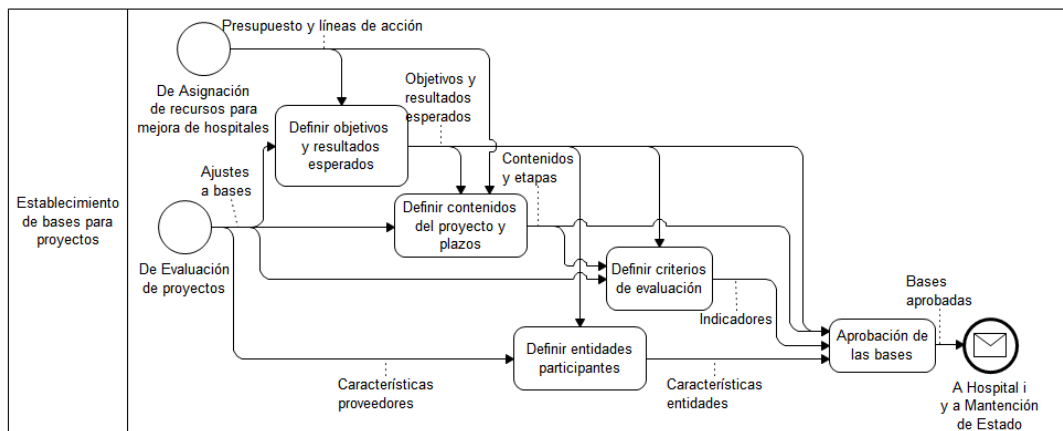 Establecimiento
de bases para
proyectos
Presupuesto y líneas de acción
De Asignación
de recursos para
mejora de hospitales
Objetivos y
resultados
esperados
Definir objetivos
y resultados
esperados
Ajustes
a bases
Contenidos
y etapas
Definir contenidos
del proyecto y
plazos
De Evaluación
de proyectos
Definir criterios
de evaluación
Indicadores
Bases
aprobadas
Definir entidades
participantes
Aprobación de
las bases
Características
proveedores
Características
entidades
A Hospital i
y a Mantención
de Estado